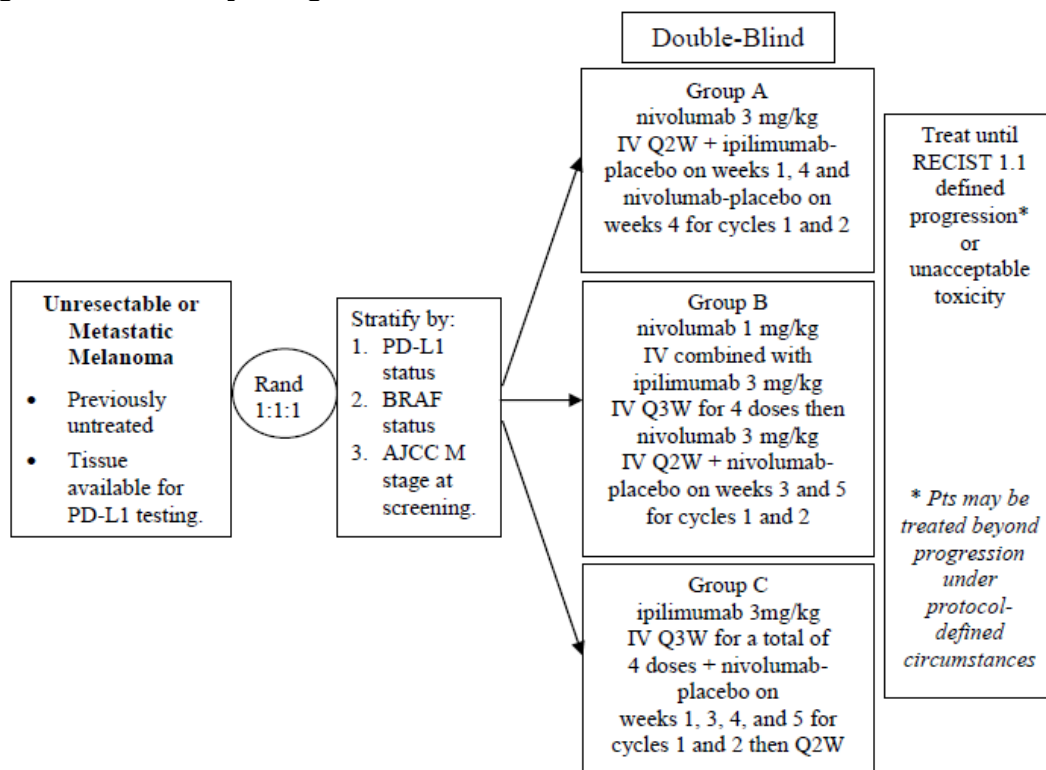 Double-Blind
Unresectable or
Metastatic
Melanoma
• Previously
untreated
• Tissue
available for
PD-L1 testing.
Rand
1:1:1
Stratify by:
1. PD-L1
status
2. BRAF
status
3. AJCC M
stage at
screening.
Group A
nivolumab 3 mg/kg
IV Q2W + ipilimumab-
placebo on weeks 1, 4 and
nivolumab-placebo on
weeks 4 for cycles 1 and 2
Group B
nivolumab 1 mg/kg
IV combined with
ipilimumab 3 mg/kg
IV Q3W for 4 doses then
nivolumab 3 mg/kg
IV Q2W + nivolumab-
placebo on weeks 3 and 5
for cycles 1 and 2
Group C
ipilimumab 3mg/kg
IV Q3W for a total of
4 doses + nivolumab-
placebo on
weeks 1, 3, 4, and 5 for
cycles 1 and 2 then Q2W
Treat until
RECIST 1.1
defined
progression*
or
unacceptable
toxicity
* Pts may be
treated beyond
progression
under
protocol-
defined
circumstances